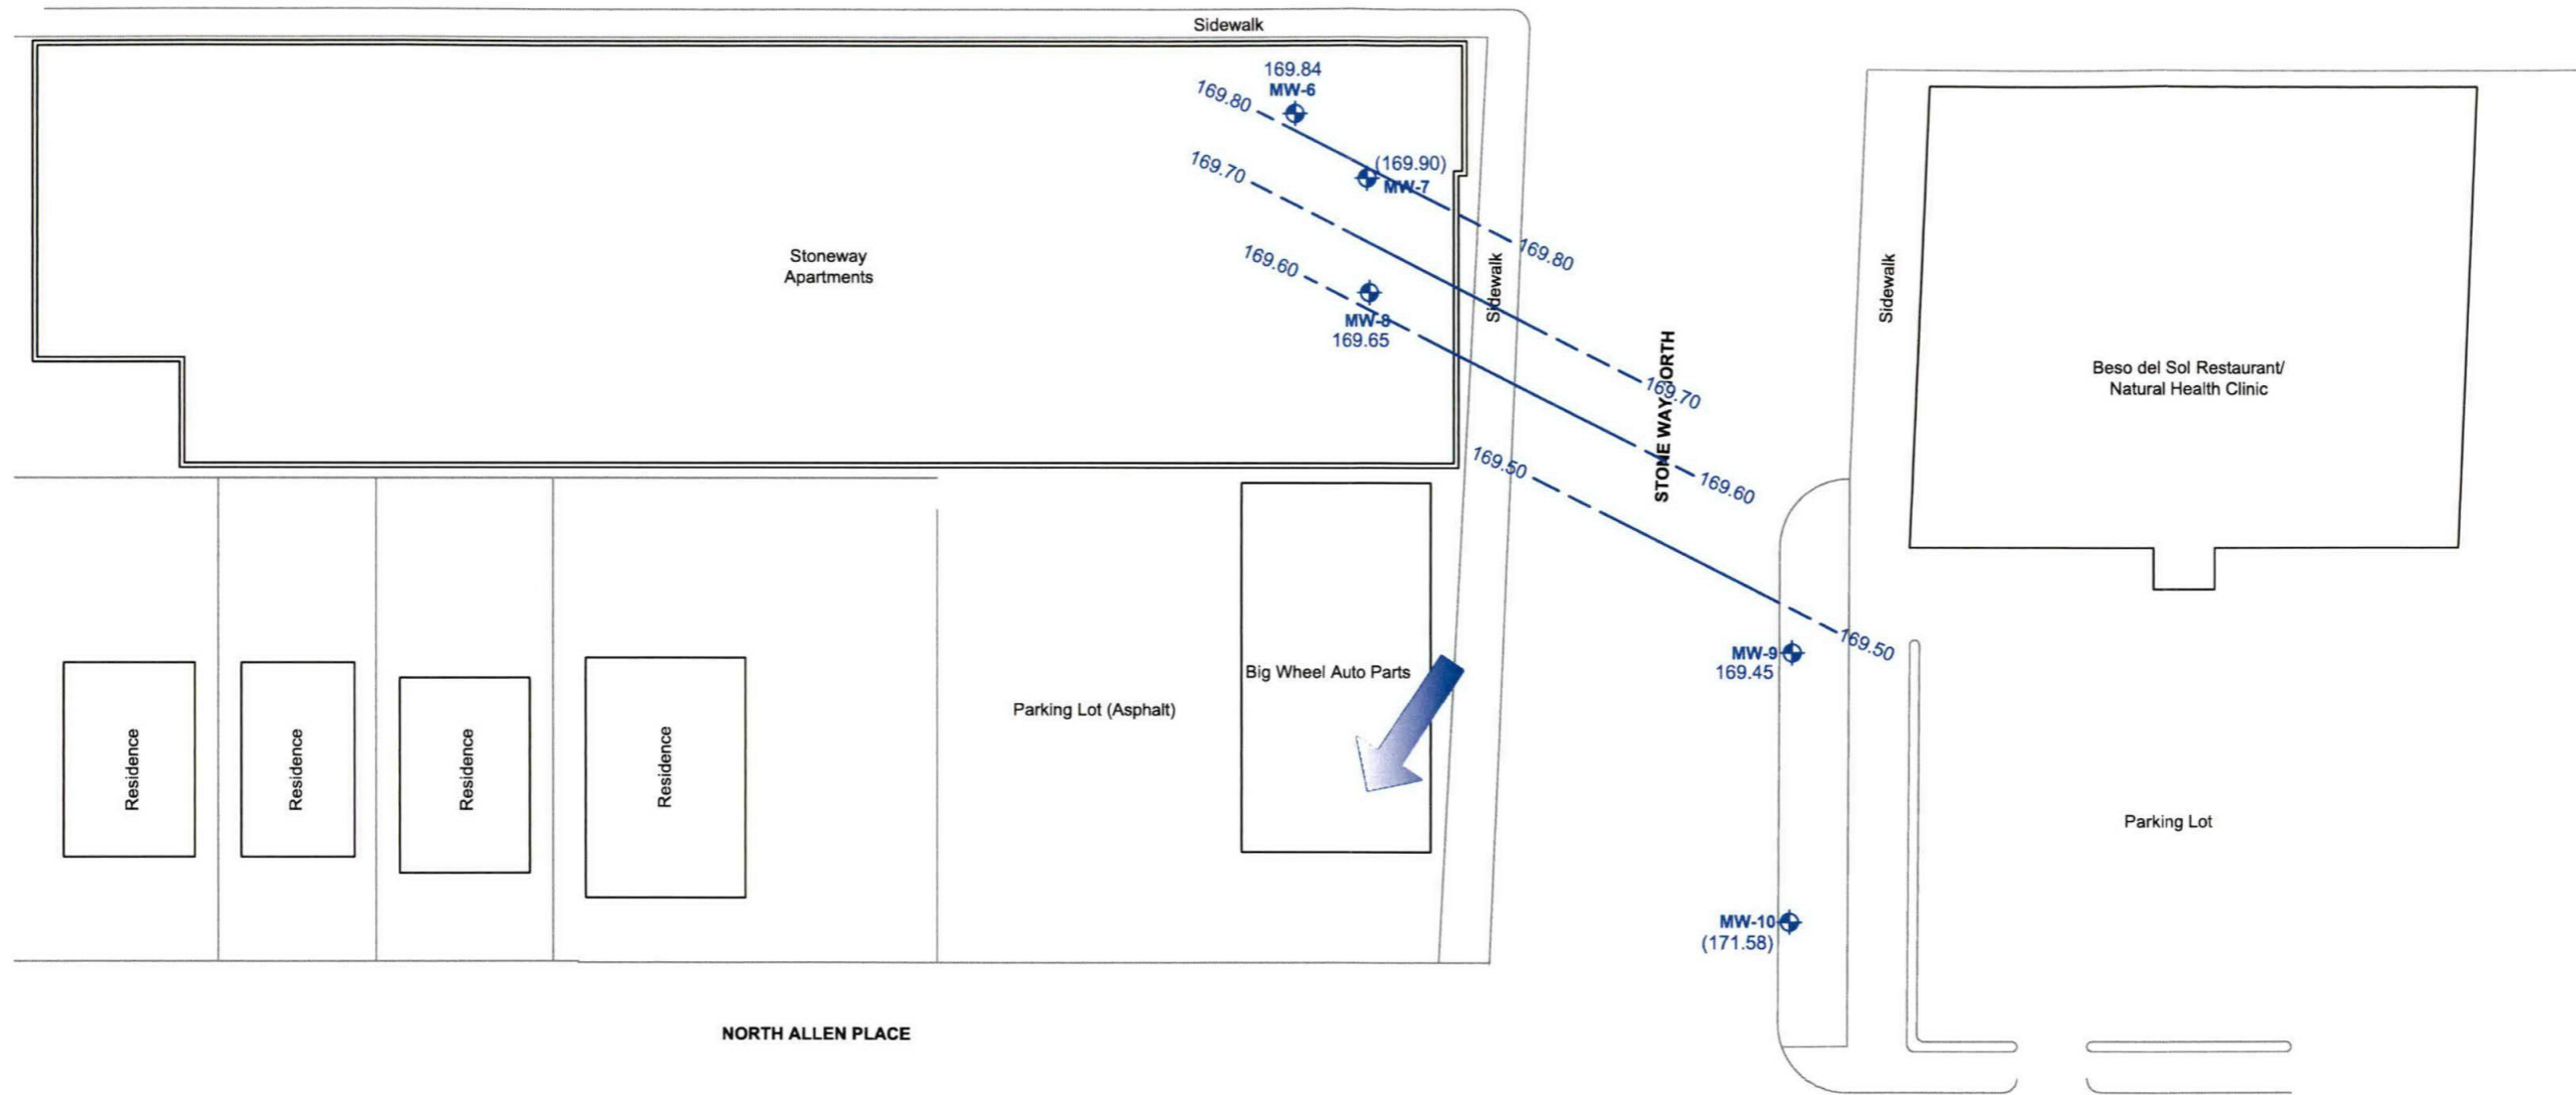 Sidewalk
169.84
MW-6
169.80
(169.90)
MW-7
169.70
169.80
Stoneway
Apartments
169.60
MW-8
169.65
Sidewalk
Sidewalk
STONE WAY NORTH
169.70
Beso del Sol Restaurant/
Natural Health Clinic
169.50
169.60
169.50
MW-9
169.45
Big Wheel Auto Parts
Parking Lot (Asphalt)
Residence
Residence
Residence
Residence
Parking Lot
MW-10
(171.58)
NORTH ALLEN PLACE